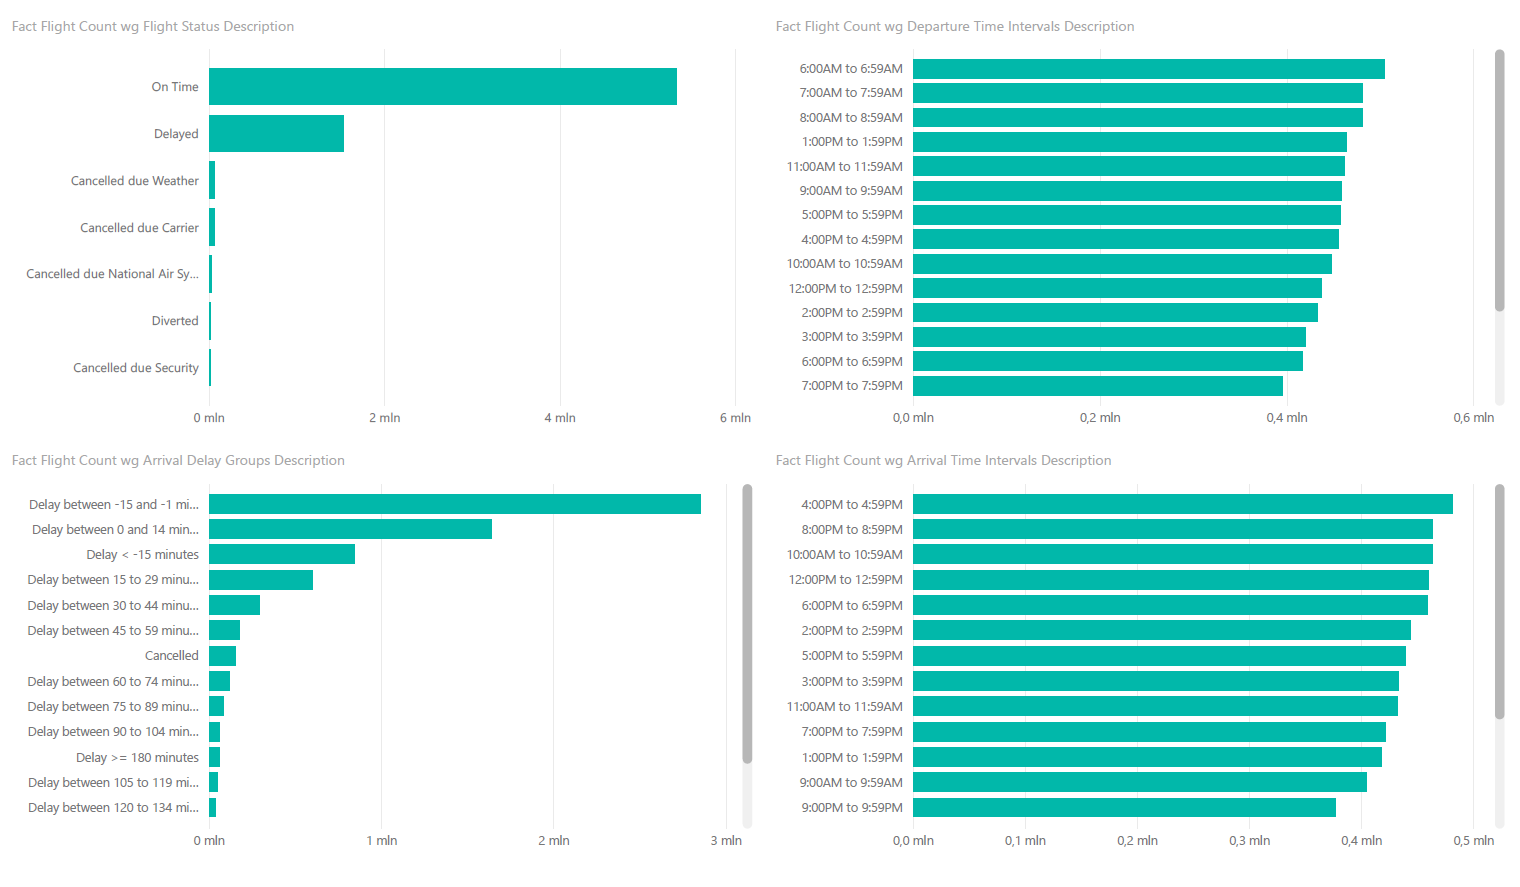 Fact Flight Count wg Flight Status Description
On Time
Delayed
Cancelled due Weather
Cancelled due Carrier
Cancelled due National Air Sy...
Diverted
Cancelled due Security
0 mln 2 mln 4 mln 6 mln
Fact Flight Count wg Departure Time Intervals Description
6:00AM to 6:59AM
7:00AM to 7:59AM
8:00AM to 8:59AM
1:00PM to 1:59PM
11:00AM to 11:59AM
9:00AM to 9:59AM
5:00PM to 5:59PM
4:00PM to 4:59PM
10:00AM to 10:59AM
12:00PM to 12:59PM
2:00PM to 2:59PM
3:00PM to 3:59PM
6:00PM to 6:59PM
7:00PM to 7:59PM
0,0 mln 0,2 mln 0,4 mln 0,6 mln
Fact Flight Count wg Arrival Delay Groups Description
Delay between -15 and -1 mi...
Delay between 0 and 14 min...
Delay < -15 minutes
Delay between 15 to 29 minu...
Delay between 30 to 44 minu...
Delay between 45 to 59 minu...
Cancelled
Delay between 60 to 74 minu...
Delay between 75 to 89 minu...
Delay between 90 to 104 min...
Delay >= 180 minutes
Delay between 105 to 119 mi...
Delay between 120 to 134 mi...
0 mln 1 mln 2 mln 3 mln
Fact Flight Count wg Arrival Time Intervals Description
4:00PM to 4:59PM
8:00PM to 8:59PM
10:00AM to 10:59AM
12:00PM to 12:59PM
6:00PM to 6:59PM
2:00PM to 2:59PM
5:00PM to 5:59PM
3:00PM to 3:59PM
11:00AM to 11:59AM
7:00PM to 7:59PM
1:00PM to 1:59PM
9:00AM to 9:59AM
9:00PM to 9:59PM
0,0 mln 0,1 mln 0,2 mln 0,3 mln 0,4 mln 0,5 mln